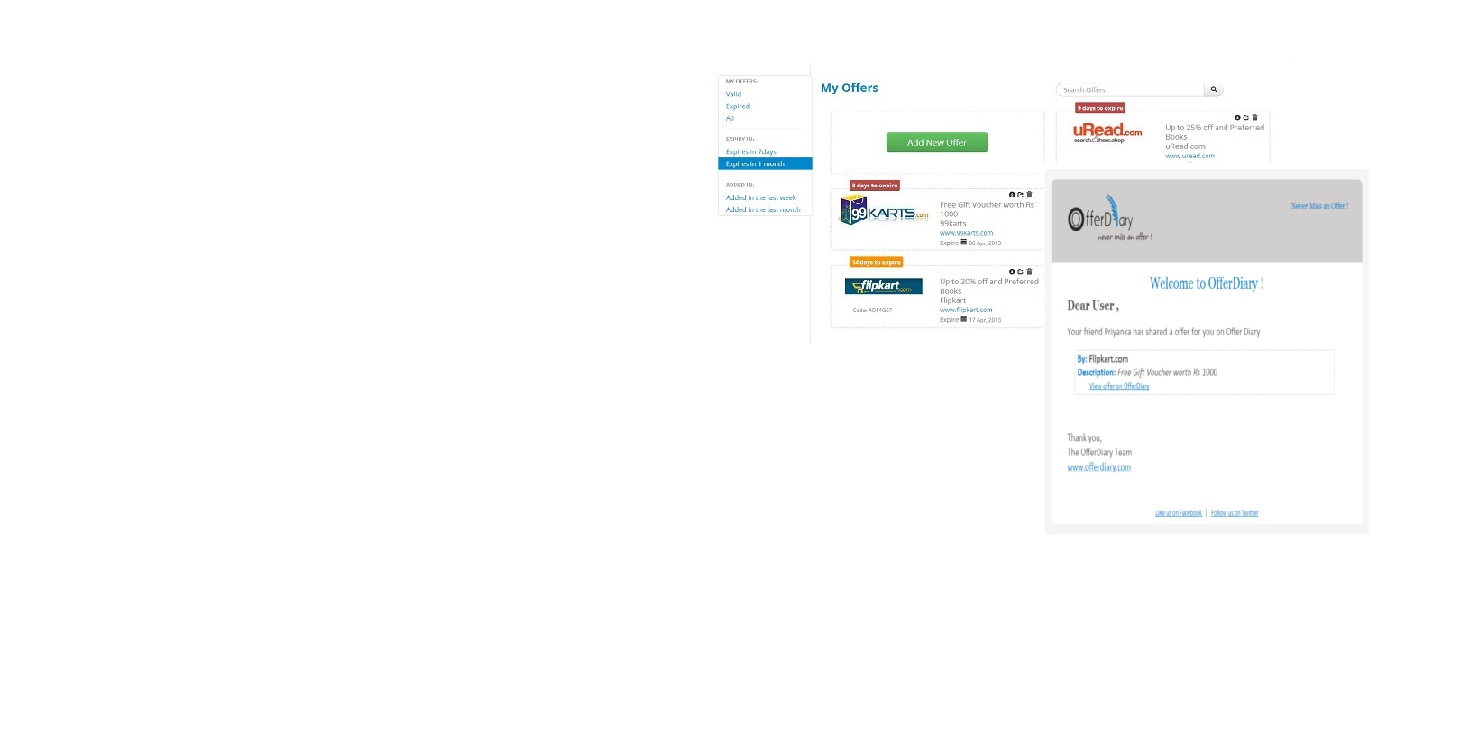 MY OFFERS:
Valid
Expired
All
EXPIRY IN:
Expires in 7days
Expires in 1 month
ADDED IN:
Added in the last week
Added in the last month
My Offers
Search Offers
Add New Offer
days to expire
uRead.com
search.shop
Up to 25% off and Preferred
Books
uRead.com
www.uread.com
days to expire
99KARTS.com
Free Gift Voucher worth Rs
1000
99karts
www.99karts.com
Expire 06 Apr, 2013
14 days to expire
flipkart.com
Code:
Up to 20% off and Preferred
Books
Flipkart
www.flipkart.com
Expire 17 Apr, 2013
OfferDiary
never miss an offer !
Never Miss an Offer !
Welcome to OfferDiary !
Dear User ,
Your friend Priyanka has shared a offer for you on Offer Diary
By: Flipkart.com
Description: Free Gift Voucher worth Rs 1000
View offer on OfferDiary
Thank you,
The OfferDiary Team
www.offerdiary.com
Like us on Facebook | Follow us on Twitter